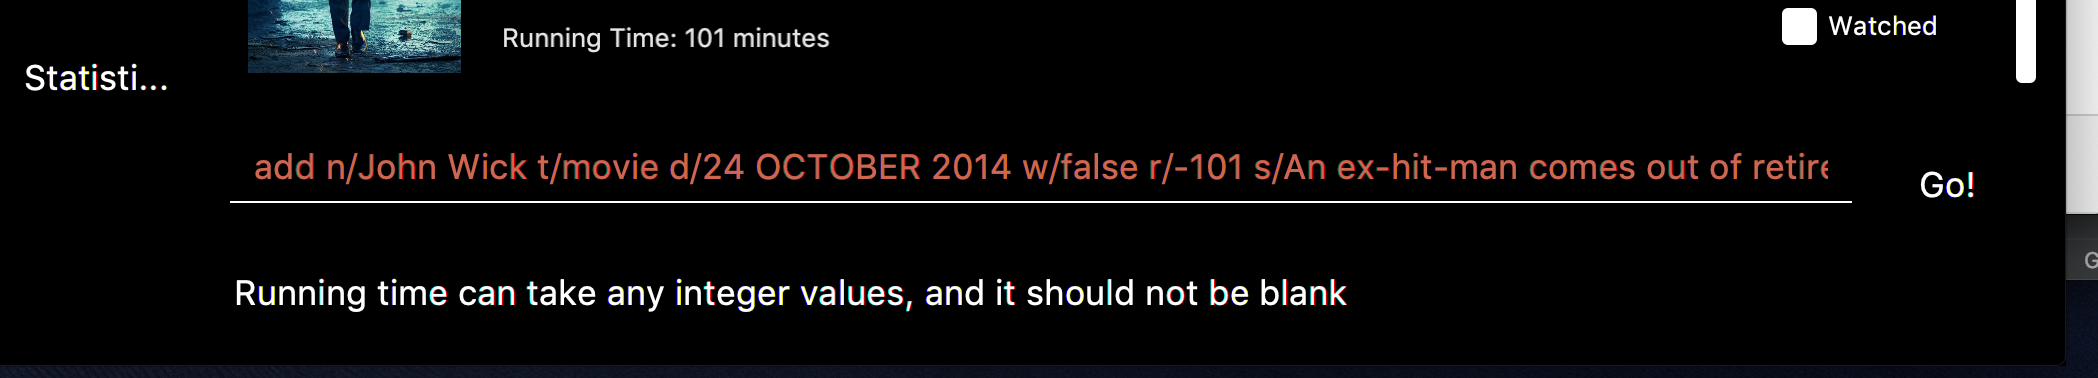 Running Time: 101 minutes
Watched
Statisti...
add n/John Wick t/movie d/24 OCTOBER 2014 w/false r/-101 s/An ex-hit-man comes out of retire
Go!
Running time can take any integer values, and it should not be blank